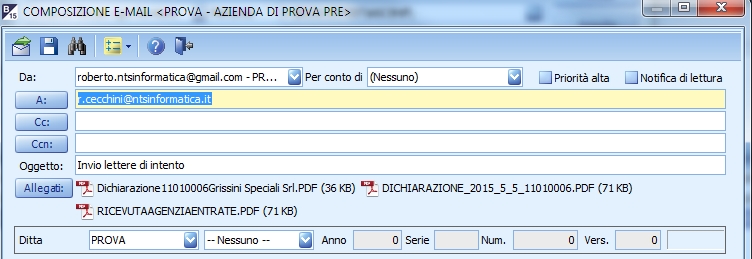 B 15 COMPOSIZIONE E-MAIL <PROVA - AZIENDA DI PROVA PRE>
Da: roberto.ntsinformatica@gmail.com - PR... Per conto di (Nessuno) Priorità alta Notifica di lettura
A: r.cecchini@ntsinformatica.it
Cc:
Ccn:
Oggetto: Invio lettere di intento
Allegati: Dichiarazione11010006Grissini Speciali Srl.PDF (36 KB) DICHIARAZIONE_2015_5_5_11010006.PDF (71 KB)
RICEVUTAAGENZIAENTRATE.PDF (71 KB)
Ditta PROVA -- Nessuno -- Anno 0 Serie Num. 0 Vers. 0